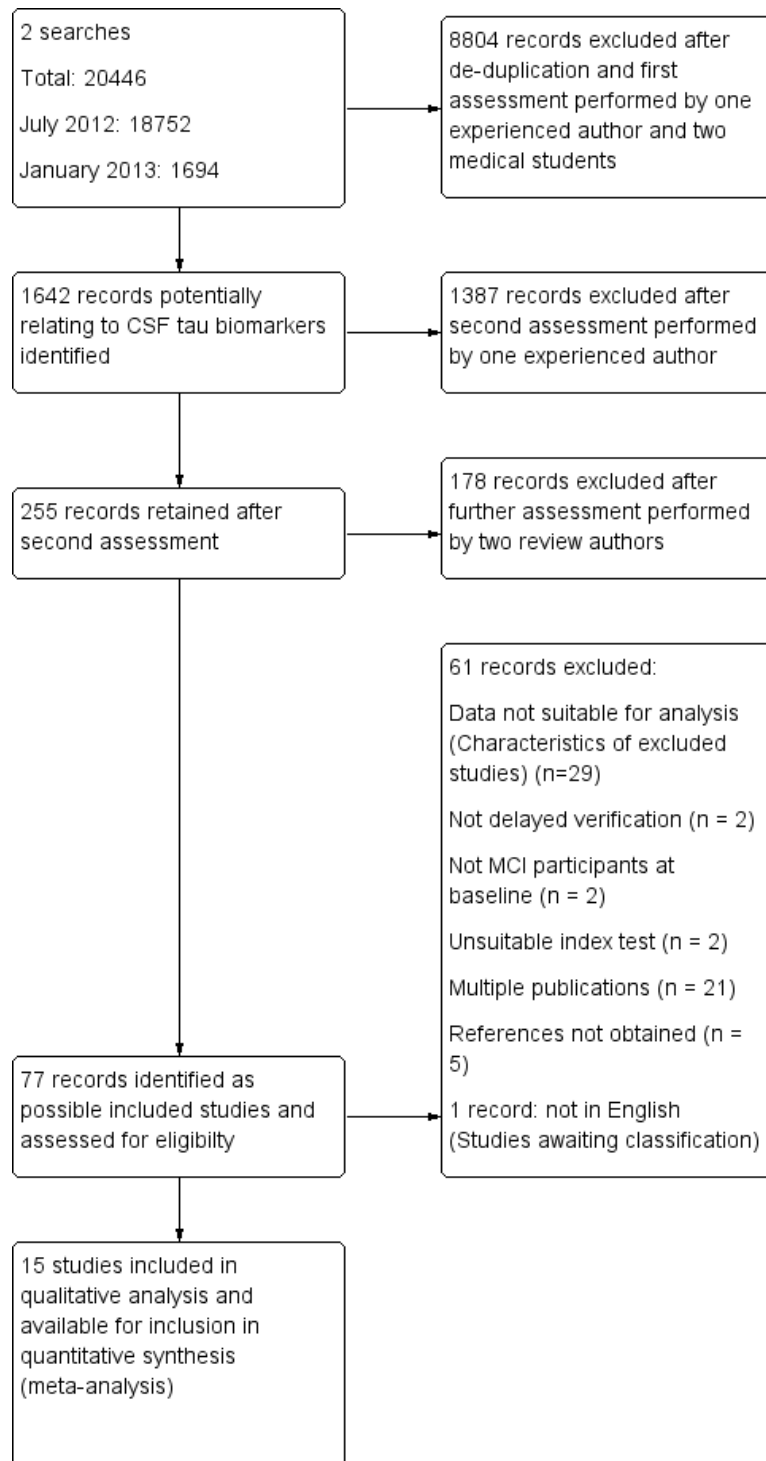 2 searches
Total: 20446
July 2012: 18752
January 2013: 1694
8804 records excluded after
de-duplication and first
assessment performed by one
experienced author and two
medical students
1642 records potentially
relating to CSF tau biomarkers
identified
1387 records excluded after
second assessment performed
by one experienced author
255 records retained after
second assessment
178 records excluded after
further assessment performed
by two review authors
61 records excluded:
Data not suitable for analysis
(Characteristics of excluded
studies) (n=29)
Not delayed verification (n = 2)
Not MCI participants at
baseline (n = 2)
Unsuitable index test (n = 2)
Multiple publications (n = 21)
References not obtained (n =
5)
1 record: not in English
(Studies awaiting classification)
77 records identified as
possible included studies and
assessed for eligibilty
15 studies included in
qualitative analysis and
available for inclusion in
quantitative synthesis
(meta-analysis)